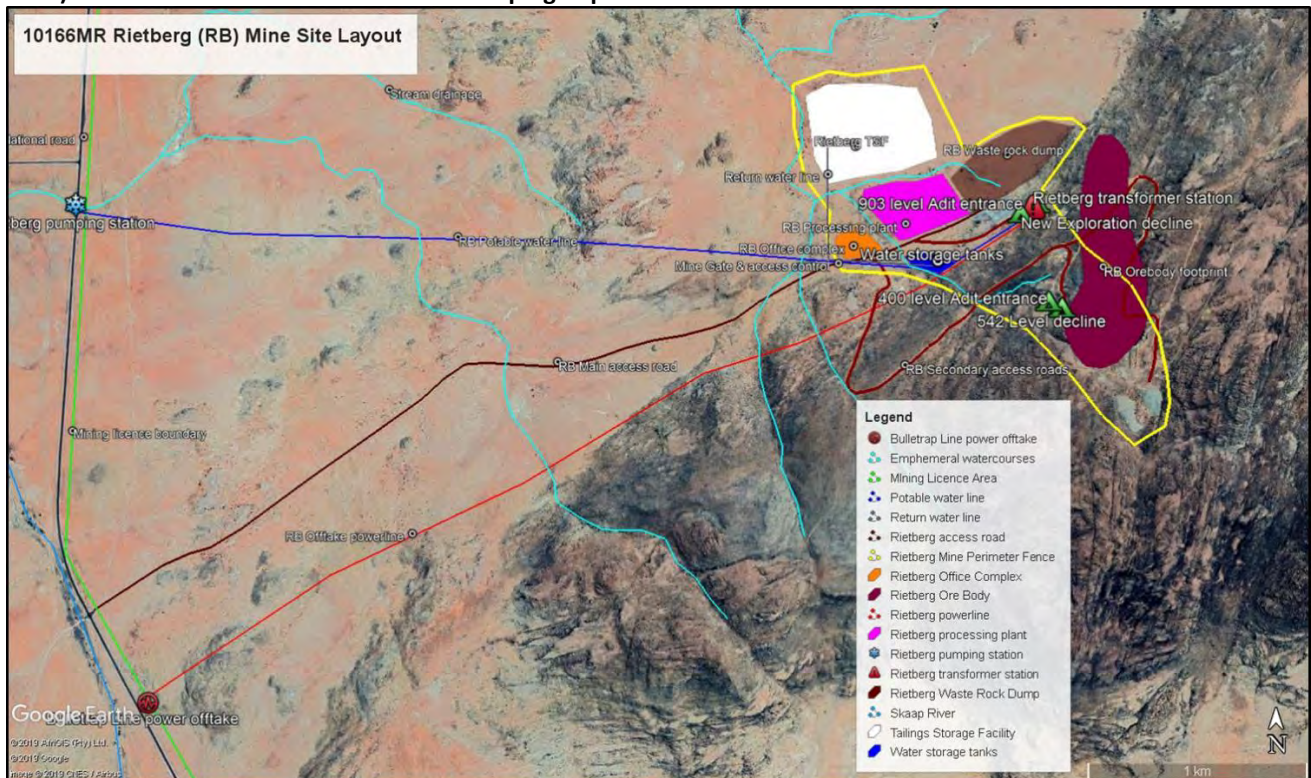 10166MR Rietberg (RB) Mine Site Layout
Stream drainage
National road
Rietberg TSF
RB Waste rock dump
Return water line
903 level Adit entrance
Rietberg transformer station
berg pumping station
New Exploration decline
RB Processing plant
RB Potable water line
RB Office complex
Water storage tanks
Mine Gate & access control
RB Orebody footprint
400 level Adit entrance
542 Level decline
RB Main access road
RB Secondary access roads
Mining licence boundary
RB Offtake powerline
Legend
Bulletrap Line power offtake
Emphemeral watercourses
MIning Licence Area
Potable water line
Return water line
Rietberg access road
Rietberg Mine Perimeter Fence
Rietberg Office Complex
Rietberg Ore Body
Rietberg powerline
Rietberg processing plant
Rietberg pumping station
Rietberg transformer station
Rietberg Waste Rock Dump
Skaap River
Tailings Storage Facility
Water storage tanks
Google Earth
Bulletrap Line power offtake
©2019 AfriGIS (Pty) Ltd.
©2019 Google
Image ©2019 CNES / Airbus
N
1 km